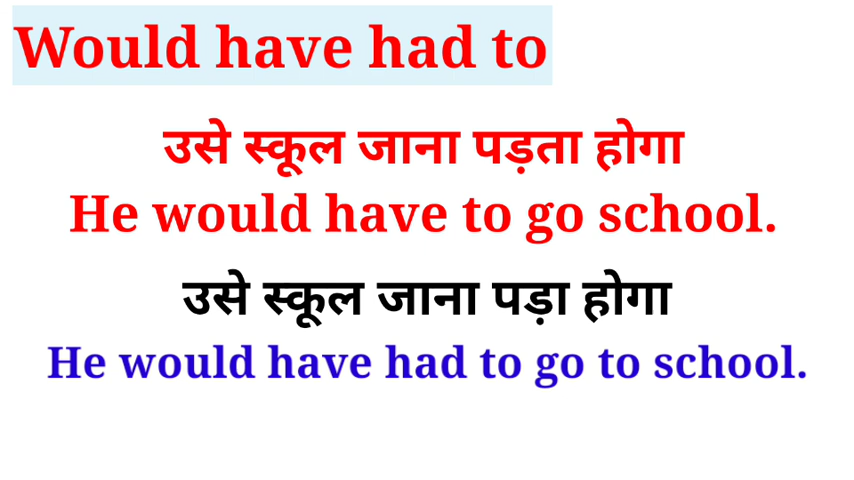 Would have had to
उसे स्कूल जाना पड़ता होगा
He would have to go school.
उसे स्कूल जाना पड़ा होगा
He would have had to go to school.